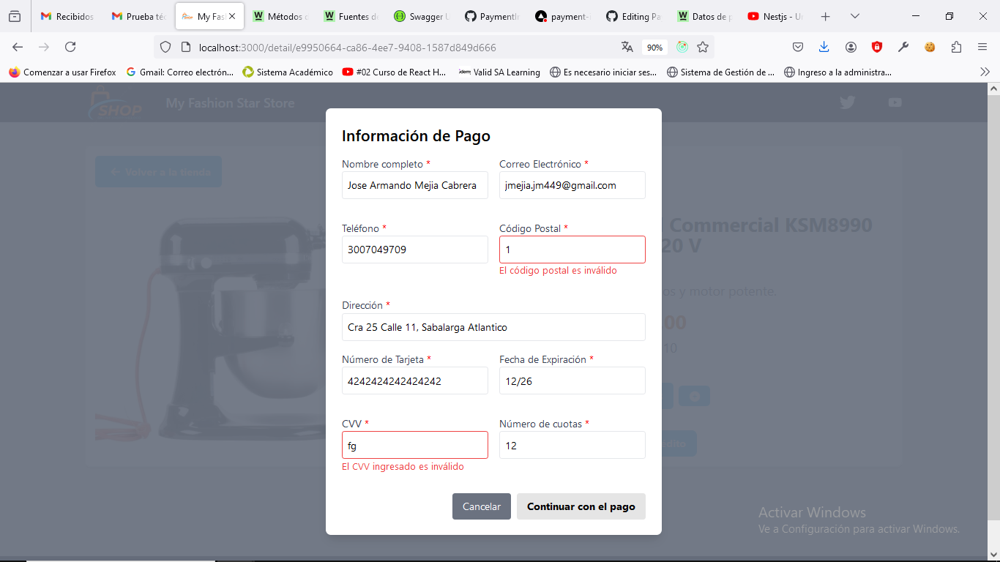 Recibidos
Prueba téc
My Fash
Métodos d
Fuentes de
Swagger U
PaymentIn
payment-
Editing Pa
Datos de p
Nestjs - Un
localhost:3000/detail/e9950664-ca86-4ee7-9408-1587d849d666
90%
Comenzar a usar Firefox
Gmail: Correo electrón...
Sistema Académico
#02 Curso de React H...
Valid SA Learning
Es necesario iniciar ses...
Sistema de Gestión de ...
Ingreso a la administra...
SHOP
My Fashion Star Store
← Volver a la tienda
Commercial KSM8990
20 V
os y motor potente.
.00
10
édito
Información de Pago
Nombre completo *
Correo Electrónico *
Jose Armando Mejia Cabrera
jmejia.jm449@gmail.com
Teléfono *
Código Postal *
3007049709
1
El código postal es inválido
Dirección *
Cra 25 Calle 11, Sabalarga Atlantico
Número de Tarjeta *
Fecha de Expiración *
4242424242424242
12/26
CVV *
Número de cuotas *
fg
12
El CVV ingresado es inválido
Cancelar
Continuar con el pago
Activar Windows
Ve a Configuración para activar Windows.